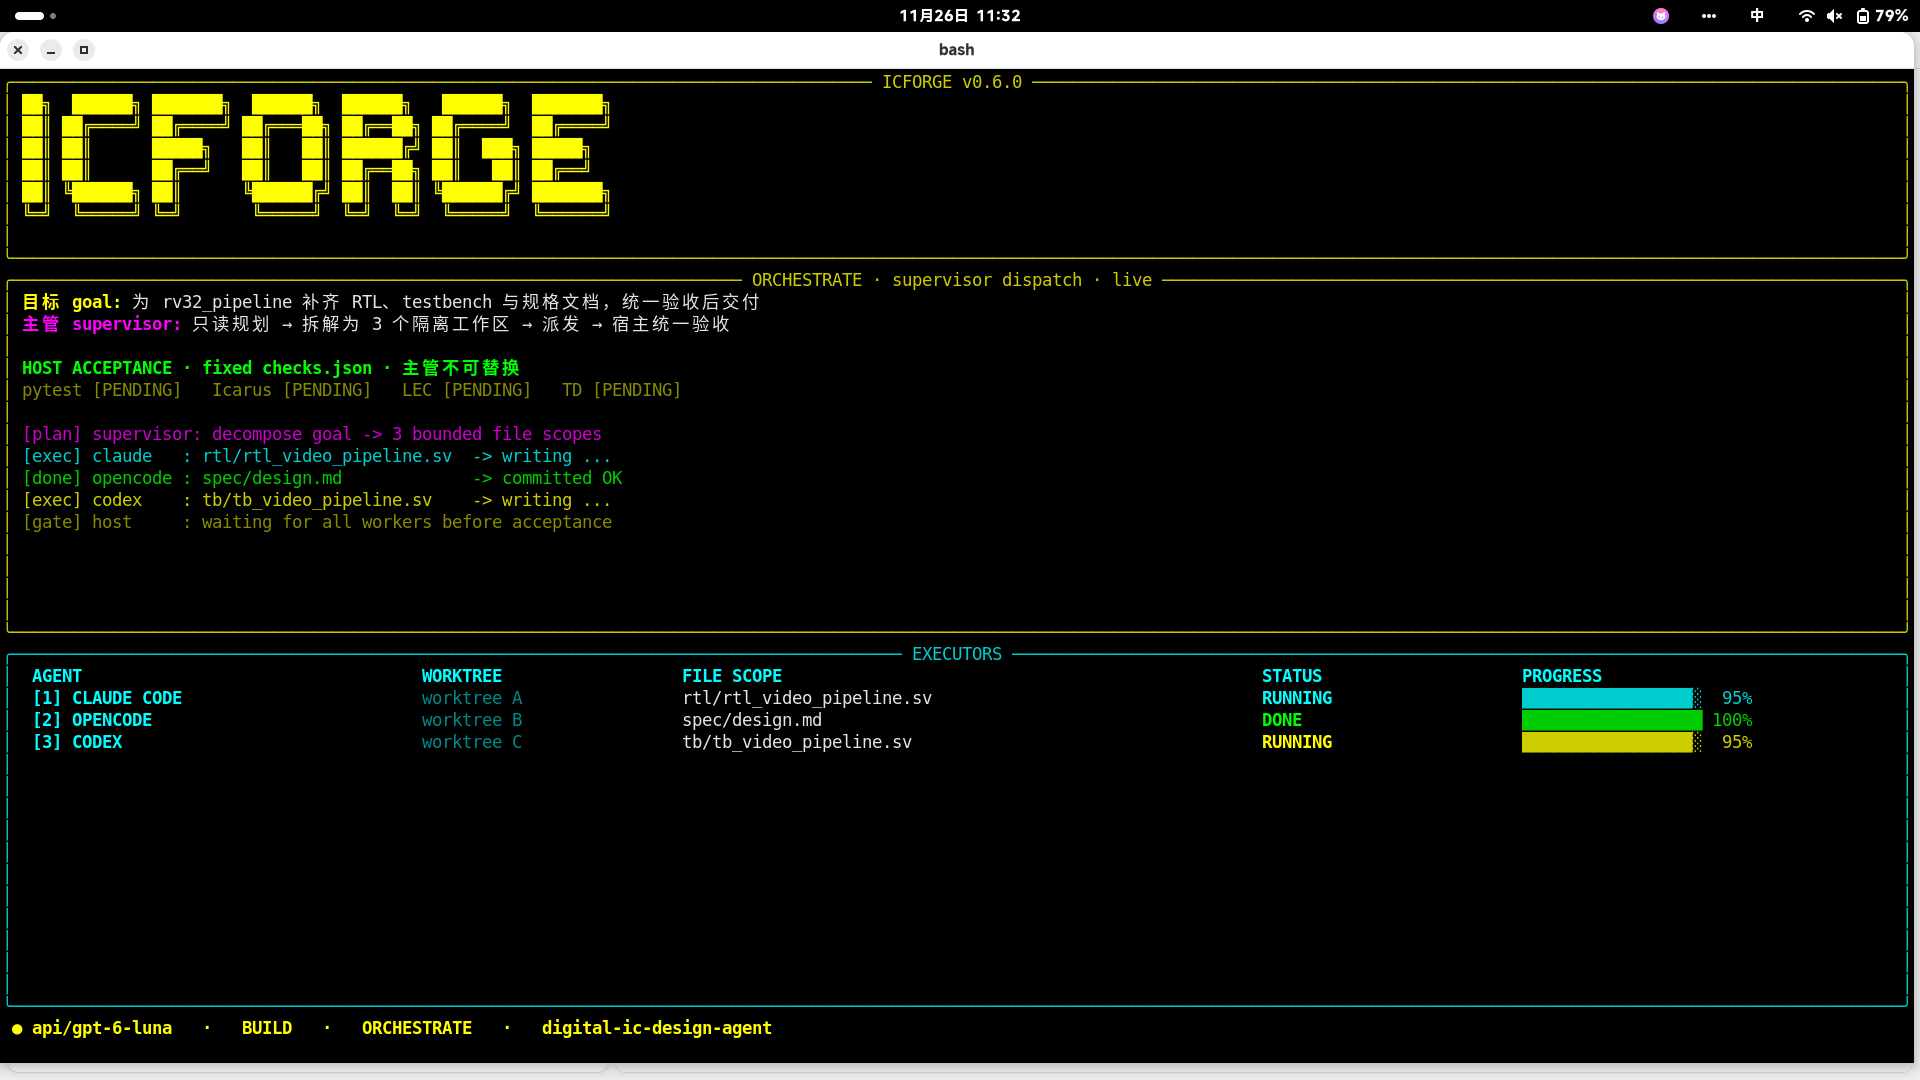 11月26日 11:32
中
79%
bash
ICFORGE v0.6.0
ICFORGE
ORCHESTRATE · supervisor dispatch · live
目标 goal: 为 rv32_pipeline 补齐 RTL、testbench 与规格文档，统一验收后交付
主管 supervisor: 只读规划 → 拆解为 3 个隔离工作区 → 派发 → 宿主统一验收
HOST ACCEPTANCE · fixed checks.json · 主管不可替换
pytest [PENDING]   Icarus [PENDING]   LEC [PENDING]   TD [PENDING]
[plan] supervisor: decompose goal -> 3 bounded file scopes
[exec] claude   : rtl/rtl_video_pipeline.sv  -> writing ...
[done] opencode : spec/design.md             -> committed OK
[exec] codex    : tb/tb_video_pipeline.sv    -> writing ...
[gate] host     : waiting for all workers before acceptance
EXECUTORS
AGENT WORKTREE FILE SCOPE STATUS PROGRESS
[1] CLAUDE CODE worktree A rtl/rtl_video_pipeline.sv RUNNING 95%
[2] OPENCODE worktree B spec/design.md DONE 100%
[3] CODEX worktree C tb/tb_video_pipeline.sv RUNNING 95%
● api/gpt-6-luna · BUILD · ORCHESTRATE · digital-ic-design-agent